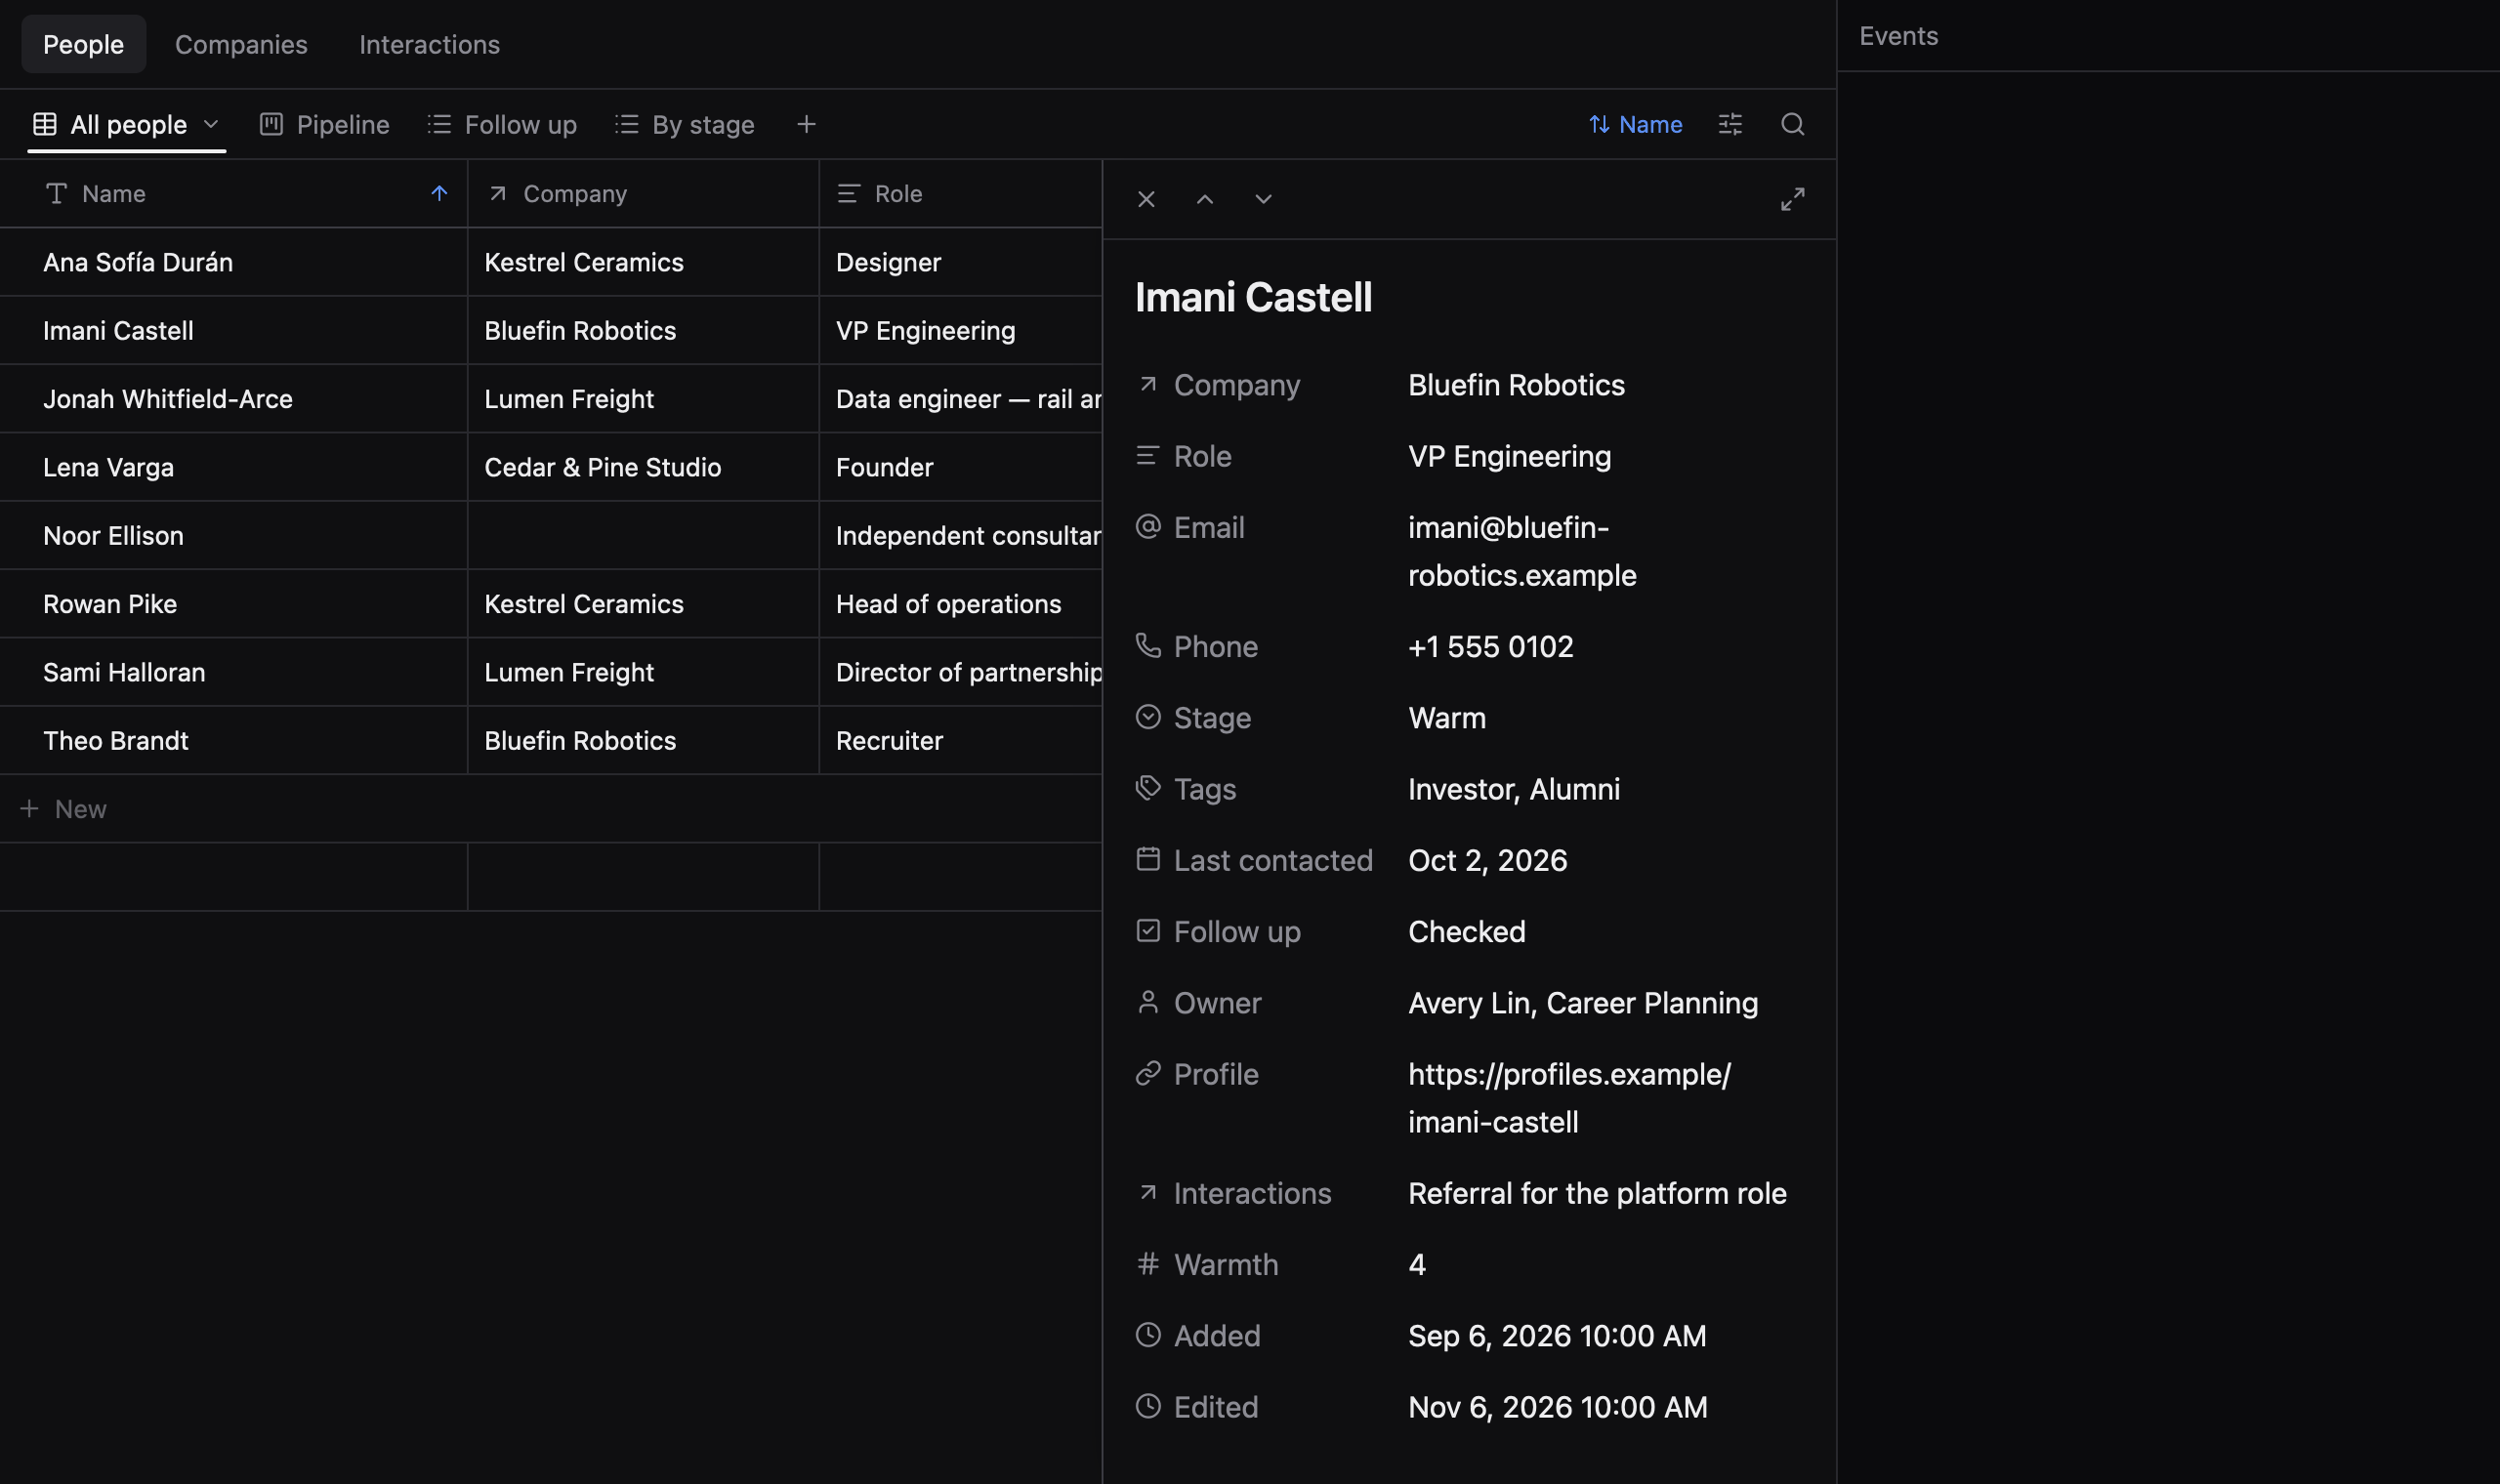 People Companies Interactions
Events
All people Pipeline Follow up By stage
Name
Name Company Role
Ana Sofía Durán Kestrel Ceramics Designer
Imani Castell Bluefin Robotics VP Engineering
Jonah Whitfield-Arce Lumen Freight Data engineer — rail ar
Lena Varga Cedar & Pine Studio Founder
Noor Ellison Independent consultar
Rowan Pike Kestrel Ceramics Head of operations
Sami Halloran Lumen Freight Director of partnership
Theo Brandt Bluefin Robotics Recruiter
New
Imani Castell
Company Bluefin Robotics
Role VP Engineering
Email imani@bluefin-
robotics.example
Phone +1 555 0102
Stage Warm
Tags Investor, Alumni
Last contacted Oct 2, 2026
Follow up Checked
Owner Avery Lin, Career Planning
Profile https://profiles.example/
imani-castell
Interactions Referral for the platform role
Warmth 4
Added Sep 6, 2026 10:00 AM
Edited Nov 6, 2026 10:00 AM